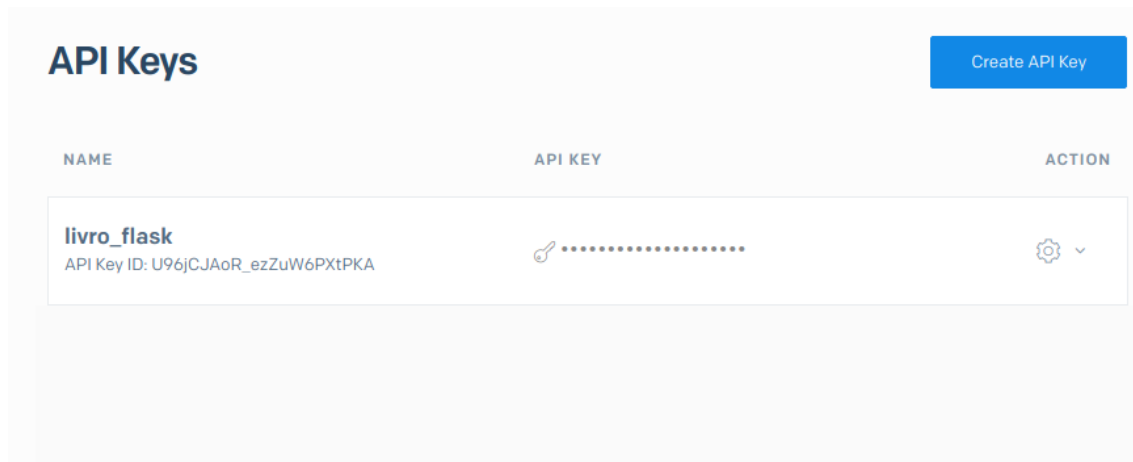 API Keys
Create API Key
NAME API KEY ACTION
livro_flask
API Key ID: U96jCJAoR_ezZuW6PXtPKA
••••••••••••••••••••